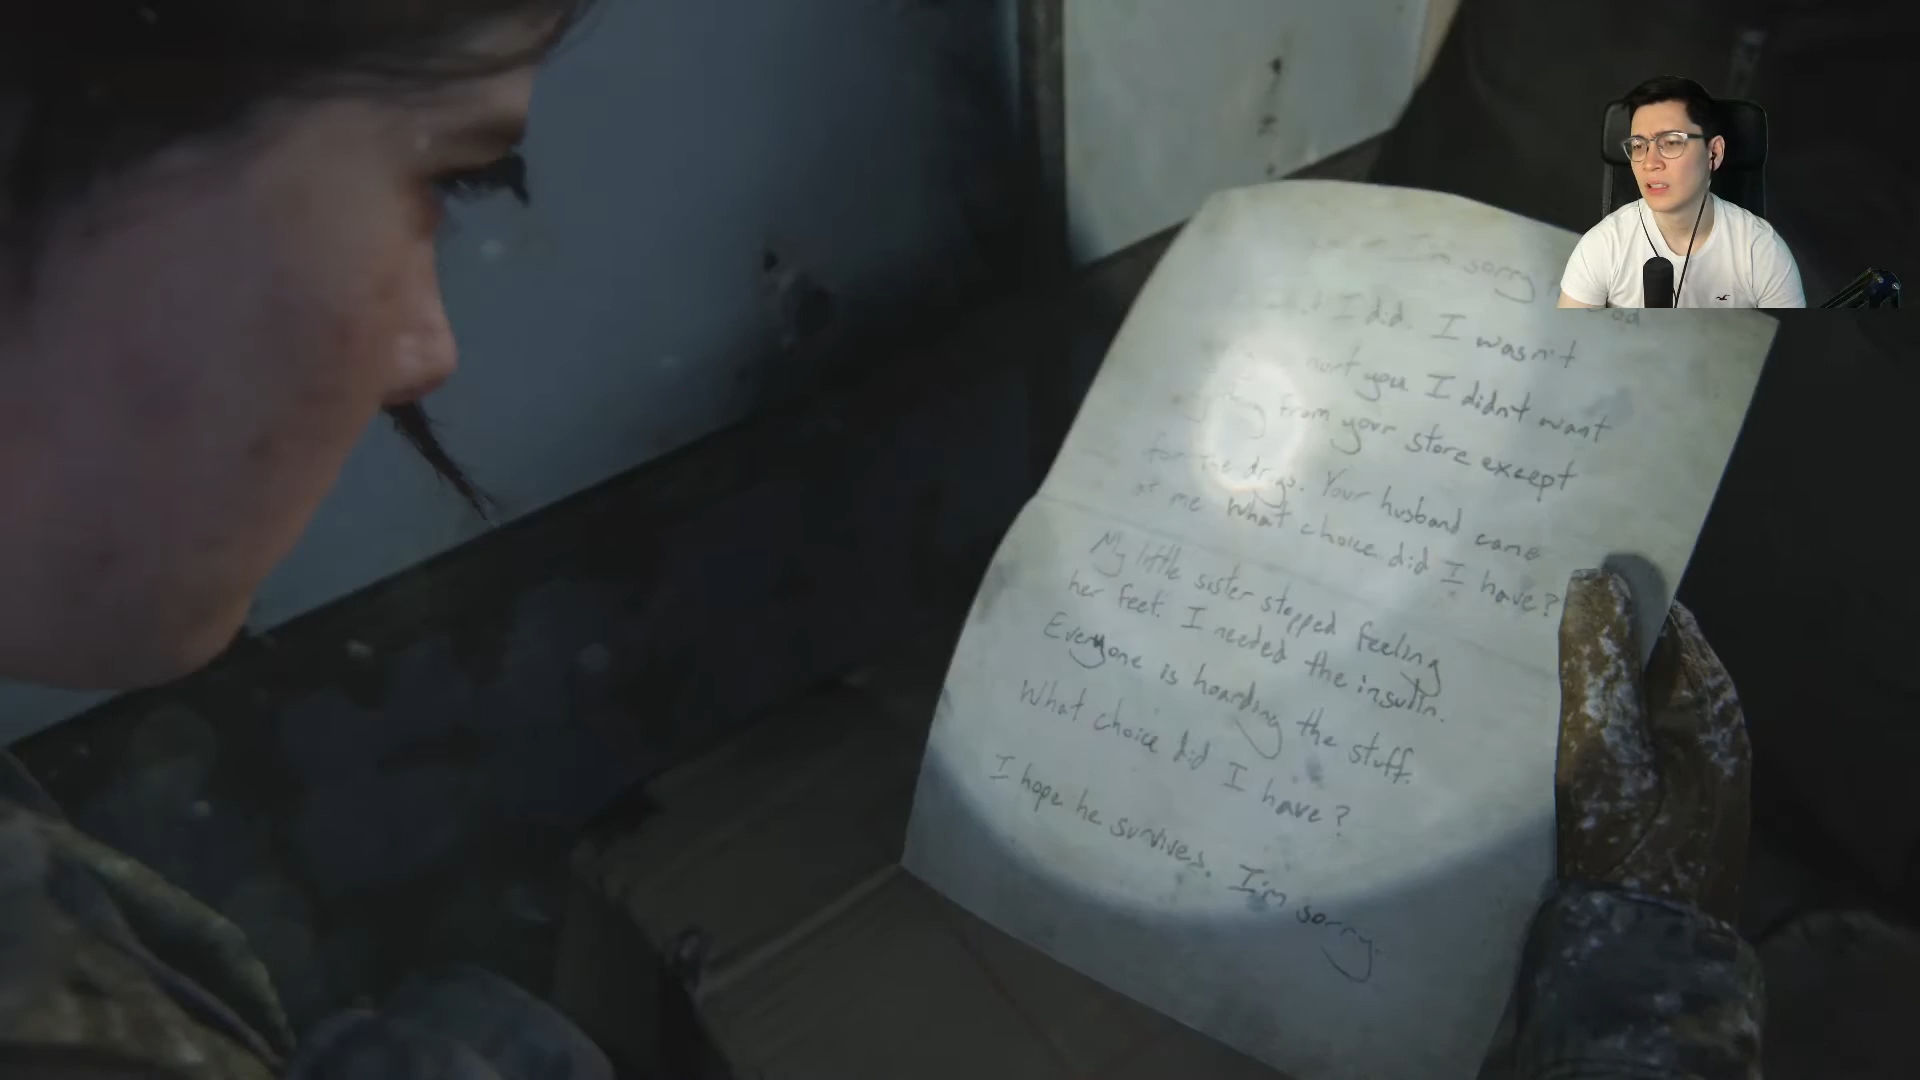 I'm sorry
I did. I wasn't
hurt you. I didn't want
from your store except
for the drugs. Your husband came
at me What choice did I have?
My little sister stopped feeling
her feet. I needed the insulin.
Everyone is hoarding the stuff.
What choice did I have?
I hope he survives. I'm sorry.